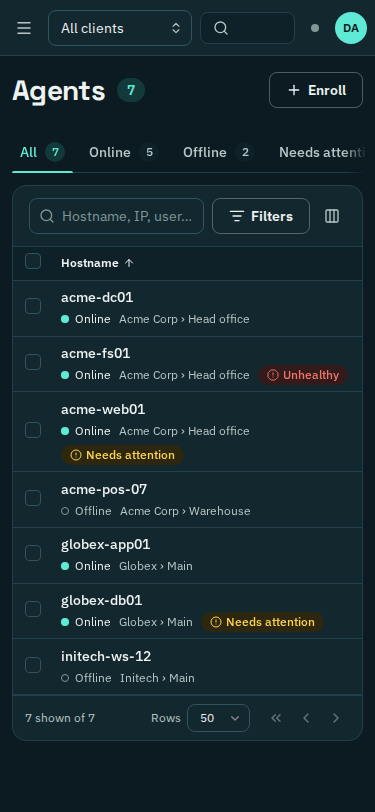 All clients
DA
Agents 7
Enroll
All 7 Online 5 Offline 2 Needs attenti
Hostname, IP, user... Filters
Hostname ↑
acme-dc01
Online Acme Corp › Head office
acme-fs01
Online Acme Corp › Head office Unhealthy
acme-web01
Online Acme Corp › Head office
Needs attention
acme-pos-07
Offline Acme Corp › Warehouse
globex-app01
Online Globex › Main
globex-db01
Online Globex › Main Needs attention
initech-ws-12
Offline Initech › Main
7 shown of 7 Rows 50